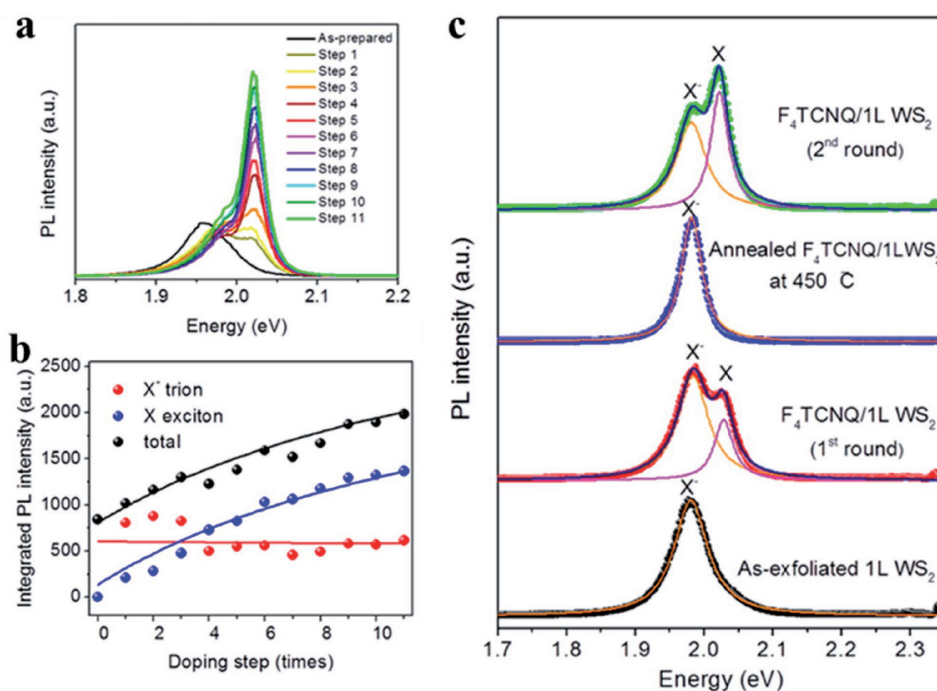 a
As-prepared
Step 1
Step 2
Step 3
Step 4
Step 5
Step 6
Step 7
Step 8
Step 9
Step 10
Step 11
PL intensity (a.u.)
1.8 1.9 2.0 2.1 2.2
Energy (eV)
b
2500
2000
1500
1000
500
0
X⁻ trion
X exciton
total
Integrated PL intensity (a.u.)
0 2 4 6 8 10
Doping step (times)
c
X⁻ X
F₄TCNQ/1L WS₂
(2ⁿᵈ round)
X⁻
Annealed F₄TCNQ/1LWS₂
at 450 C
X⁻ X
F₄TCNQ/1L WS₂
(1ˢᵗ round)
X⁻
As-exfoliated 1L WS₂
PL intensity (a.u.)
1.7 1.8 1.9 2.0 2.1 2.2 2.3
Energy (eV)